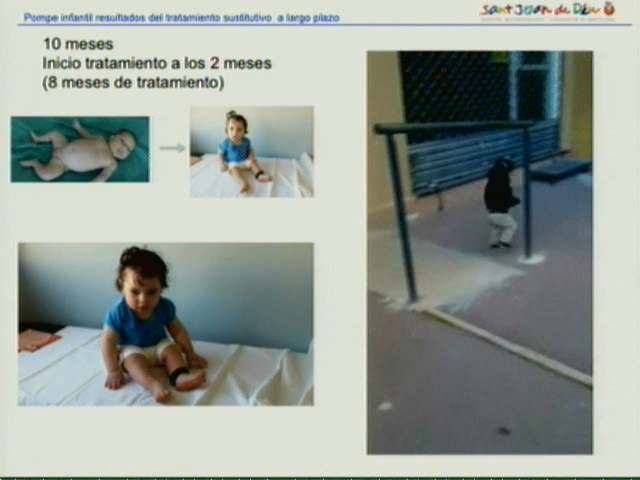 Pompe infantil resultados del tratamiento sustitutivo a largo plazo
Sant Joan de Déu
10 meses
Inicio tratamiento a los 2 meses
(8 meses de tratamiento)